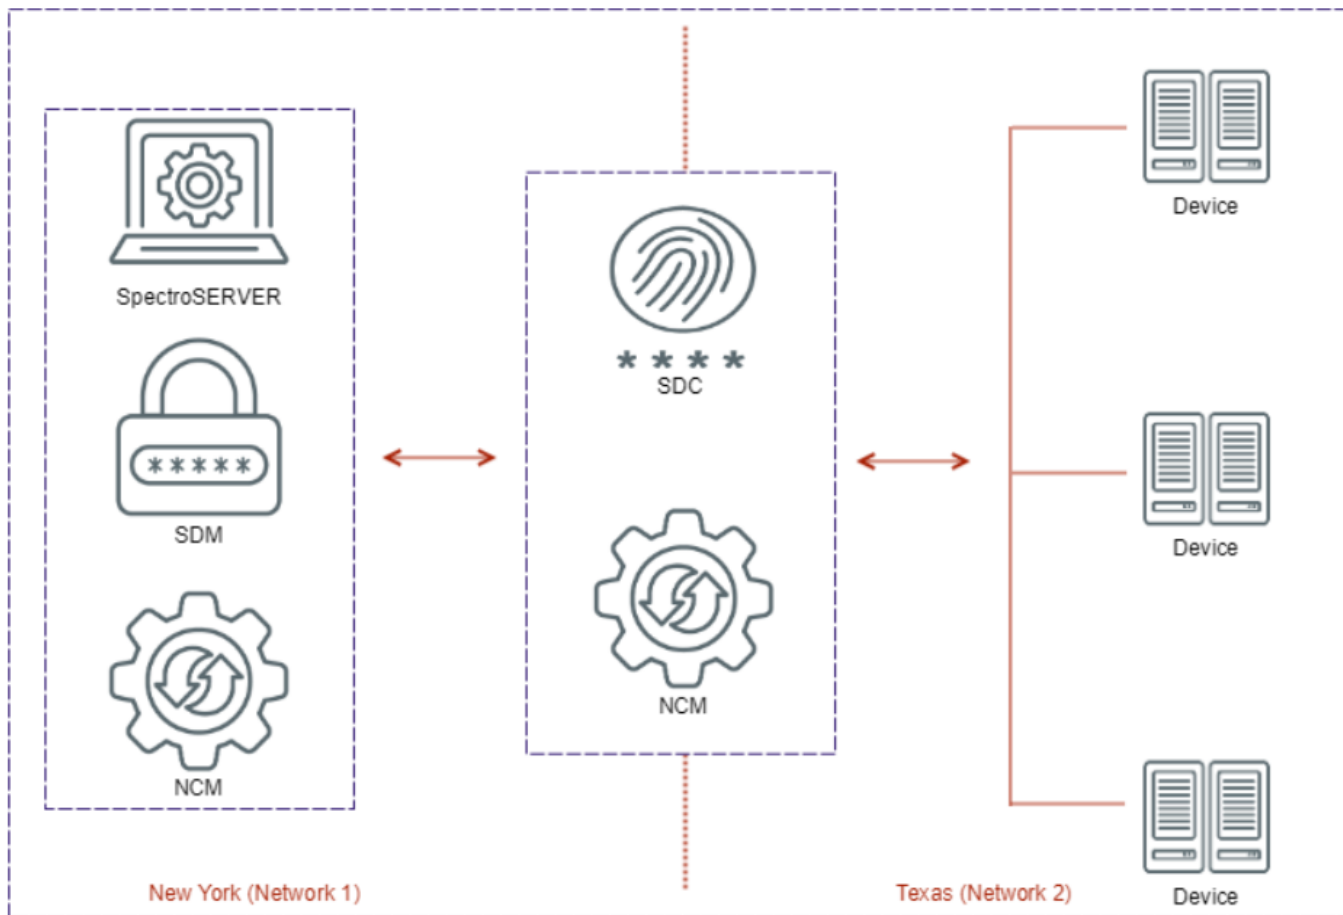 SpectroSERVER
*****
SDM
NCM
New York (Network 1)
* * * *
SDC
NCM
Device
Device
Device
Texas (Network 2)